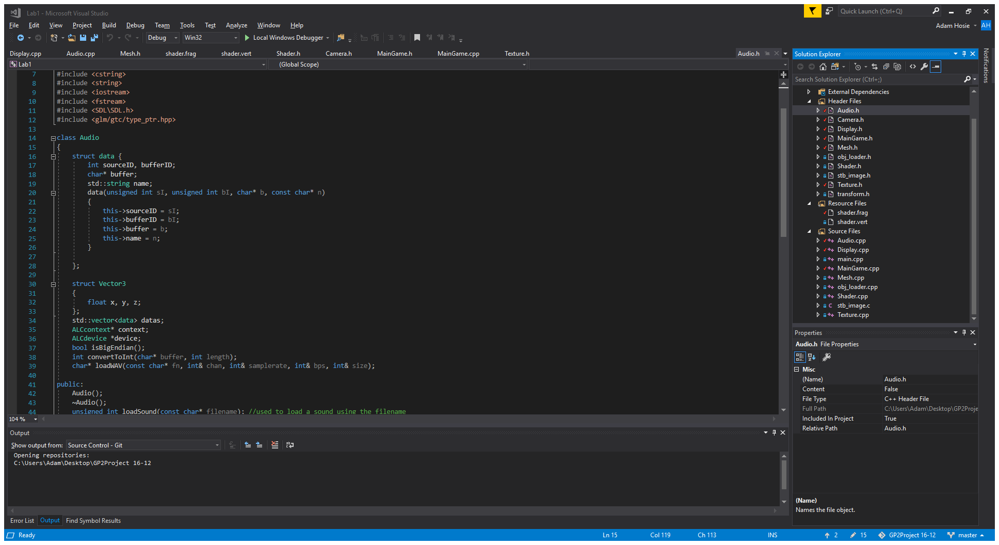 Lab1 - Microsoft Visual Studio
Quick Launch (Ctrl+Q)
File Edit View Project Build Debug Team Tools Test Analyze Window Help
Adam Hosie AH
Debug Win32 Local Windows Debugger
Display.cpp Audio.cpp Mesh.h shader.frag shader.vert Shader.h Camera.h MainGame.h MainGame.cpp Texture.h Audio.h
Lab1 (Global Scope)
7 #include <cstring>
8 #include <string>
9 #include <iostream>
10 #include <fstream>
11 #include <SDL\SDL.h>
12 #include <glm/gtc/type_ptr.hpp>
13
14 class Audio
15 {
16 struct data {
17 int sourceID, bufferID;
18 char* buffer;
19 std::string name;
20 data(unsigned int sI, unsigned int bI, char* b, const char* n)
21 {
22 this->sourceID = sI;
23 this->bufferID = bI;
24 this->buffer = b;
25 this->name = n;
26 }
27
28 };
29
30 struct Vector3
31 {
32 float x, y, z;
33 };
34 std::vector<data> datas;
35 ALCcontext* context;
36 ALCdevice *device;
37 bool isBigEndian();
38 int convertToInt(char* buffer, int length);
39 char* loadWAV(const char* fn, int& chan, int& samplerate, int& bps, int& size);
40
41 public:
42 Audio();
43 ~Audio();
44 unsigned int loadSound(const char* filename); //used to load a sound using the filename
104 %
Output
Show output from: Source Control - Git
Opening repositories:
C:\Users\Adam\Desktop\GP2Project 16-12
Error List Output Find Symbol Results
Solution Explorer
Search Solution Explorer (Ctrl+;)
External Dependencies
Header Files
Audio.h
Camera.h
Display.h
MainGame.h
Mesh.h
obj_loader.h
Shader.h
stb_image.h
Texture.h
transform.h
Resource Files
shader.frag
shader.vert
Source Files
Audio.cpp
Display.cpp
main.cpp
MainGame.cpp
Mesh.cpp
obj_loader.cpp
Shader.cpp
stb_image.c
Texture.cpp
Properties
Audio.h File Properties
Misc
(Name) Audio.h
Content False
File Type C++ Header File
Full Path C:\Users\Adam\Desktop\GP2Proje
Included In Project True
Relative Path Audio.h
(Name)
Names the file object.
Notifications
Ready Ln 15 Col 119 Ch 113 INS 2 15 GP2Project 16-12 master